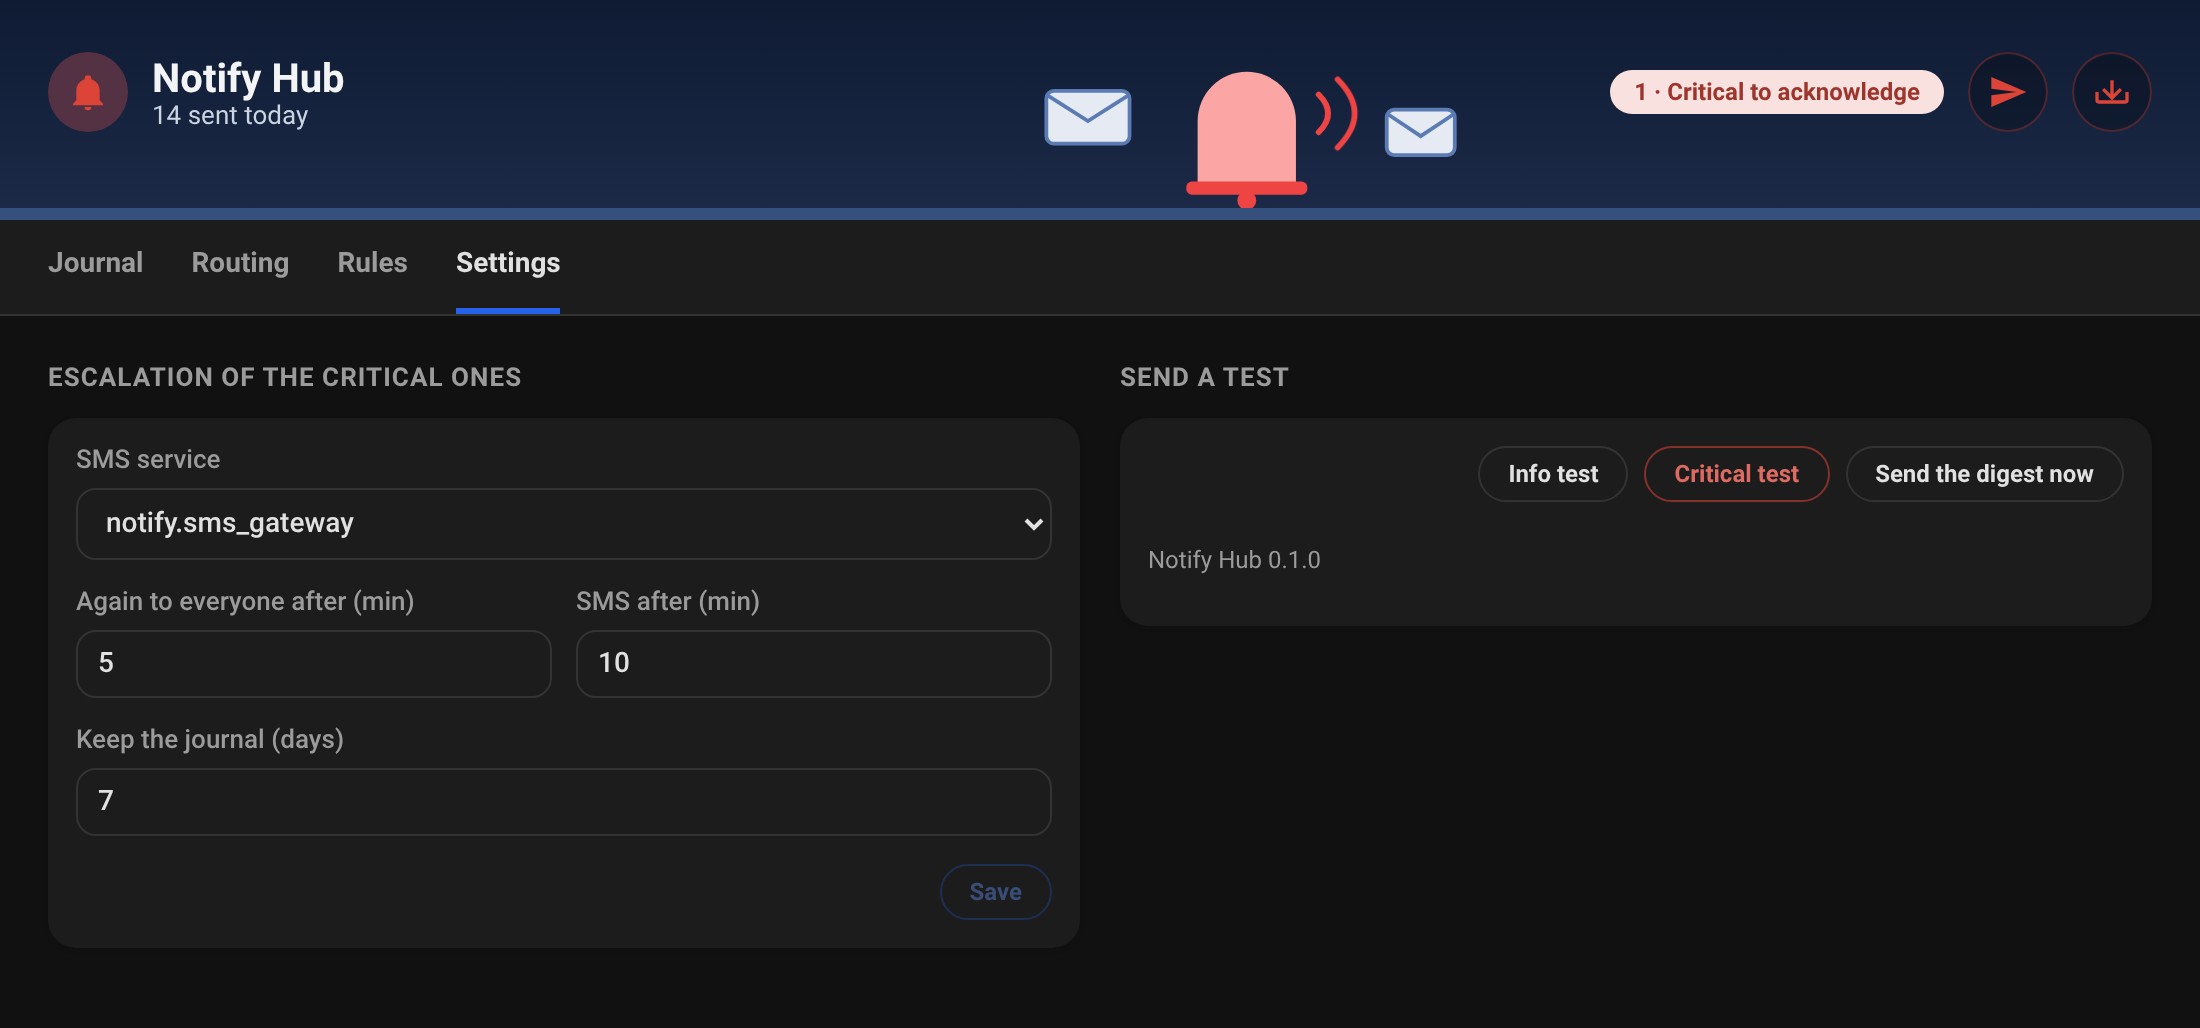 Notify Hub
14 sent today
1 · Critical to acknowledge
Journal
Routing
Rules
Settings
ESCALATION OF THE CRITICAL ONES
SMS service
notify.sms_gateway
Again to everyone after (min)
SMS after (min)
5
10
Keep the journal (days)
7
Save
SEND A TEST
Info test
Critical test
Send the digest now
Notify Hub 0.1.0